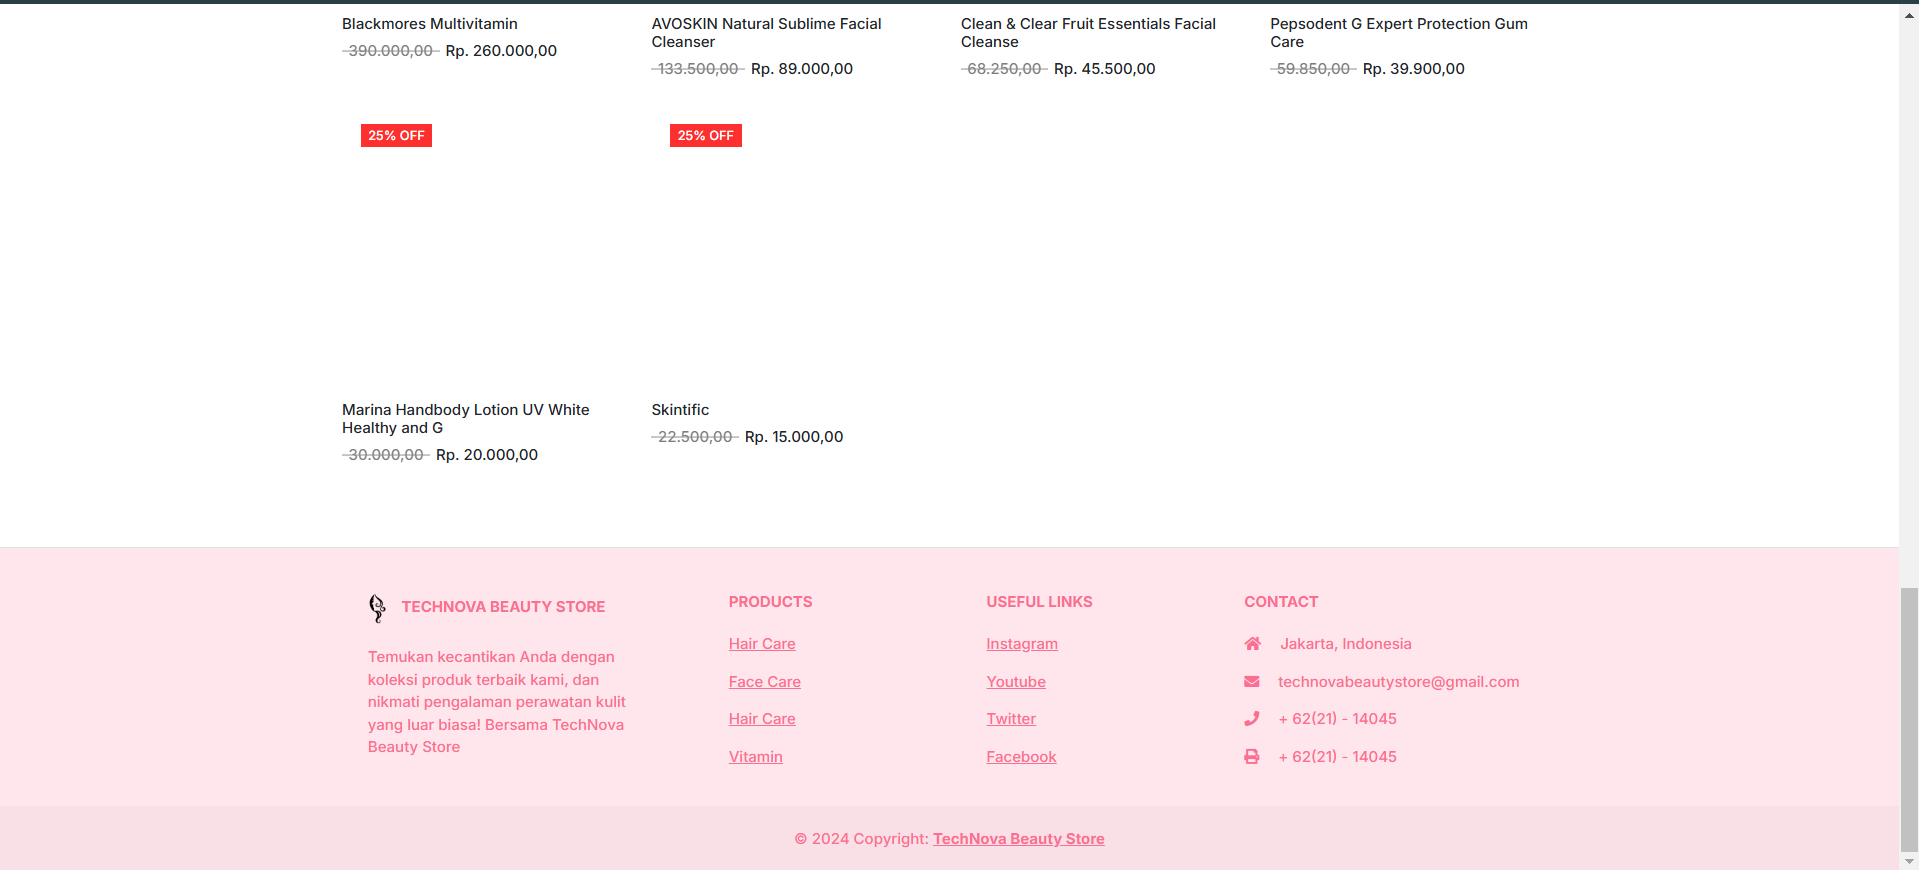 Blackmores Multivitamin
390.000,00 Rp. 260.000,00
AVOSKIN Natural Sublime Facial
Cleanser
133.500,00 Rp. 89.000,00
Clean & Clear Fruit Essentials Facial
Cleanse
68.250,00 Rp. 45.500,00
Pepsodent G Expert Protection Gum
Care
59.850,00 Rp. 39.900,00
25% OFF
Marina Handbody Lotion UV White
Healthy and G
30.000,00 Rp. 20.000,00
25% OFF
Skintific
22.500,00 Rp. 15.000,00
TECHNOVA BEAUTY STORE
Temukan kecantikan Anda dengan
koleksi produk terbaik kami, dan
nikmati pengalaman perawatan kulit
yang luar biasa! Bersama TechNova
Beauty Store
PRODUCTS
Hair Care
Face Care
Hair Care
Vitamin
USEFUL LINKS
Instagram
Youtube
Twitter
Facebook
CONTACT
Jakarta, Indonesia
technovabeautystore@gmail.com
+ 62(21) - 14045
+ 62(21) - 14045
© 2024 Copyright: TechNova Beauty Store